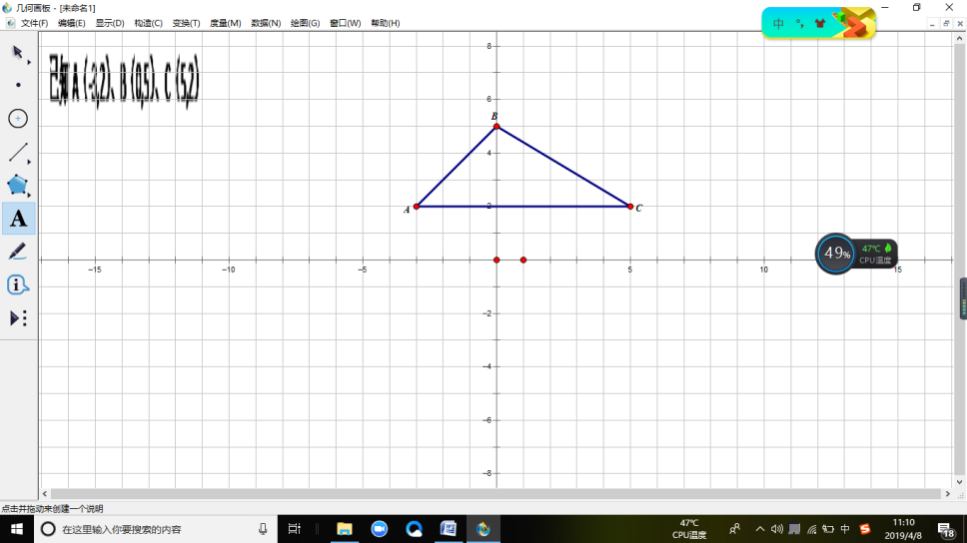 几何画板 - [未命名1]
文件(F) 编辑(E) 显示(D) 构造(C) 变换(T) 度量(M) 数据(N) 绘图(G) 窗口(W) 帮助(H)
中 °,
已知 A (-3,2)、B (0,5)、C (5,2)
8
6
B
4
A 2 C
49% 47℃
CPU温度
-15 -10 -5 5 10 15
-2
-4
-6
-8
A
点击并拖动来创建一个说明
在这里输入你要搜索的内容
47℃
CPU温度
中
11:10
2019/4/8
18